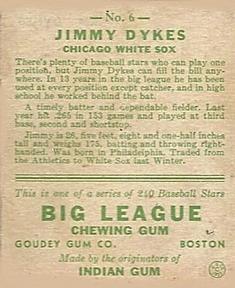 — No. 6 —
JIMMY DYKES
CHICAGO WHITE SOX
There's plenty of baseball stars who can play one
position, but Jimmy Dykes can fill the bill any-
where. In 13 years in the big league he has been
used at every position except catcher, and in high
school he worked behind the bat.
A timely batter and dependable fielder. Last
year hit .265 in 153 games and played at third
base, second and shortstop.
Jimmy is 26, five feet, eight and one-half inches
tall and weighs 175, batting and throwing right-
handed. Was born in Philadelphia. Traded from
the Athletics to White Sox last Winter.
This is one of a series of 240 Baseball Stars
BIG LEAGUE
CHEWING GUM
GOUDEY GUM CO. BOSTON
Made by the originators of
INDIAN GUM